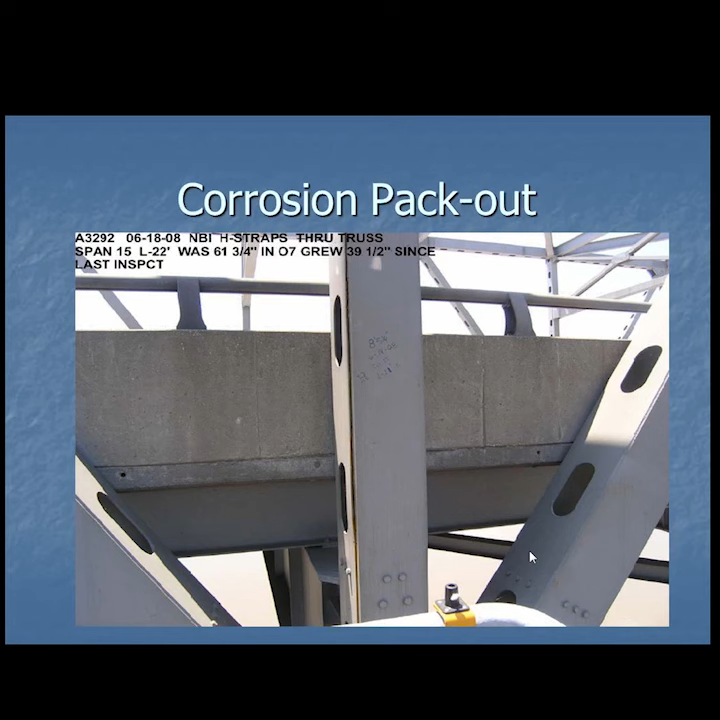 Corrosion Pack-out
A3292 06-18-08 NBI H-STRAPS THRU TRUSS
SPAN 15 L-22' WAS 61 3/4" IN O7 GREW 39 1/2" SINCE
LAST INSPCT